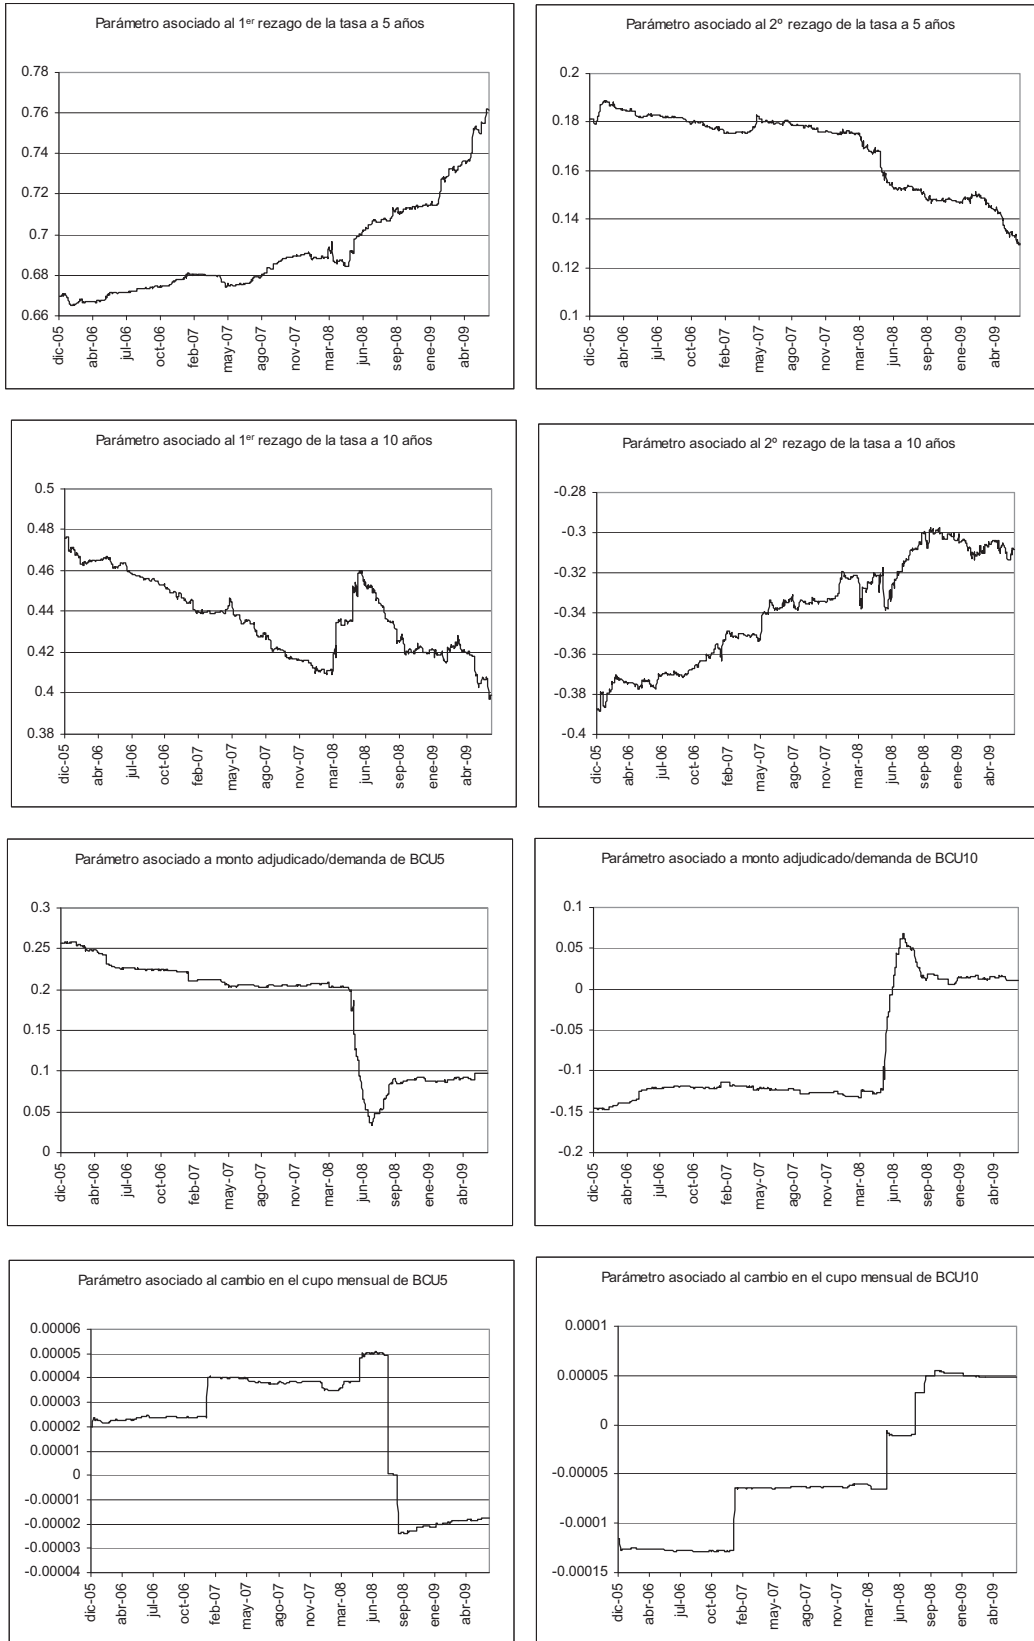 Parámetro asociado al 1er rezago de la tasa a 5 años
0.78
0.76
0.74
0.72
0.7
0.68
0.66
dic-05
abr-06
jul-06
oct-06
feb-07
may-07
ago-07
nov-07
mar-08
jun-08
sep-08
ene-09
abr-09
Parámetro asociado al 2º rezago de la tasa a 5 años
0.2
0.18
0.16
0.14
0.12
0.1
dic-05
abr-06
jul-06
oct-06
feb-07
may-07
ago-07
nov-07
mar-08
jun-08
sep-08
ene-09
abr-09
Parámetro asociado al 1er rezago de la tasa a 10 años
0.5
0.48
0.46
0.44
0.42
0.4
0.38
dic-05
abr-06
jul-06
oct-06
feb-07
may-07
ago-07
nov-07
mar-08
jun-08
sep-08
ene-09
abr-09
Parámetro asociado al 2º rezago de la tasa a 10 años
-0.28
-0.3
-0.32
-0.34
-0.36
-0.38
-0.4
dic-05
abr-06
jul-06
oct-06
feb-07
may-07
ago-07
nov-07
mar-08
jun-08
sep-08
ene-09
abr-09
Parámetro asociado a monto adjudicado/demanda de BCU5
0.3
0.25
0.2
0.15
0.1
0.05
0
dic-05
abr-06
jul-06
oct-06
feb-07
may-07
ago-07
nov-07
mar-08
jun-08
sep-08
ene-09
abr-09
Parámetro asociado a monto adjudicado/demanda de BCU10
0.1
0.05
0
-0.05
-0.1
-0.15
-0.2
dic-05
abr-06
jul-06
oct-06
feb-07
may-07
ago-07
nov-07
mar-08
jun-08
sep-08
ene-09
abr-09
Parámetro asociado al cambio en el cupo mensual de BCU5
0.00006
0.00005
0.00004
0.00003
0.00002
0.00001
0
-0.00001
-0.00002
-0.00003
-0.00004
dic-05
abr-06
jul-06
oct-06
feb-07
may-07
ago-07
nov-07
mar-08
jun-08
sep-08
ene-09
abr-09
Parámetro asociado al cambio en el cupo mensual de BCU10
0.0001
0.00005
0
-0.00005
-0.0001
-0.00015
dic-05
abr-06
jul-06
oct-06
feb-07
may-07
ago-07
nov-07
mar-08
jun-08
sep-08
ene-09
abr-09